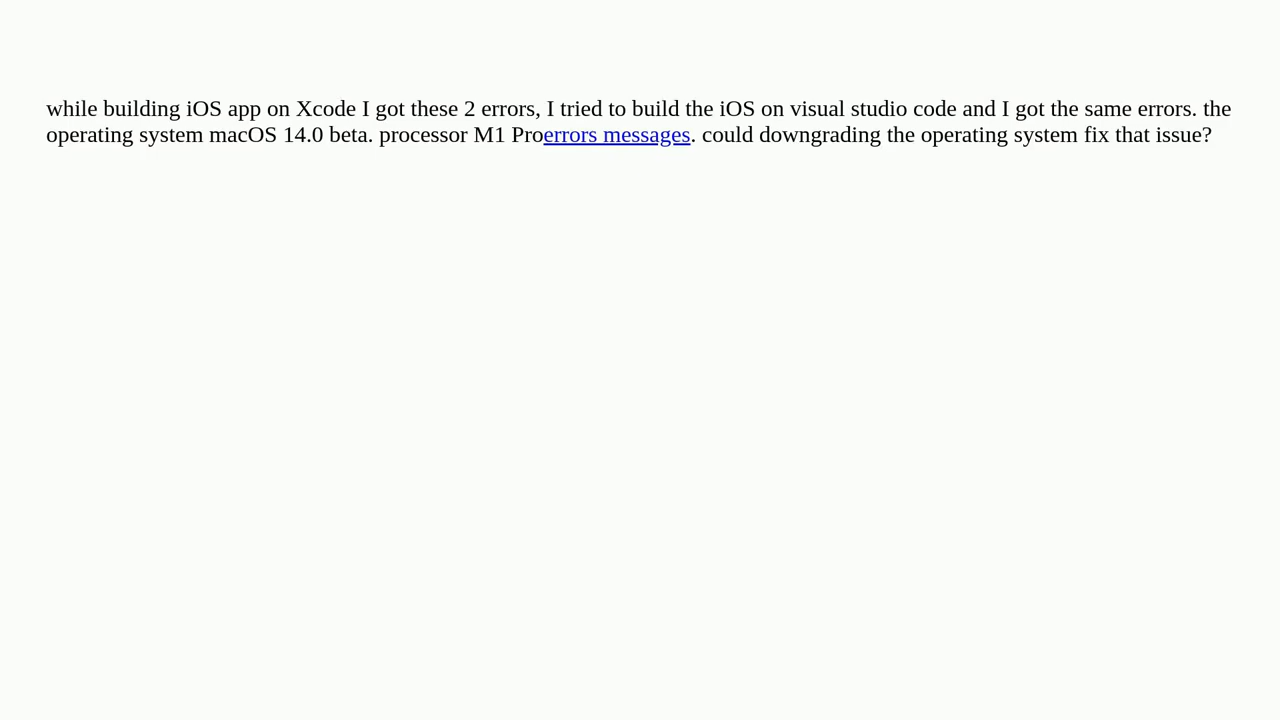 while building iOS app on Xcode I got these 2 errors, I tried to build the iOS on visual studio code and I got the same errors. the
operating system macOS 14.0 beta. processor M1 Proerrors messages. could downgrading the operating system fix that issue?